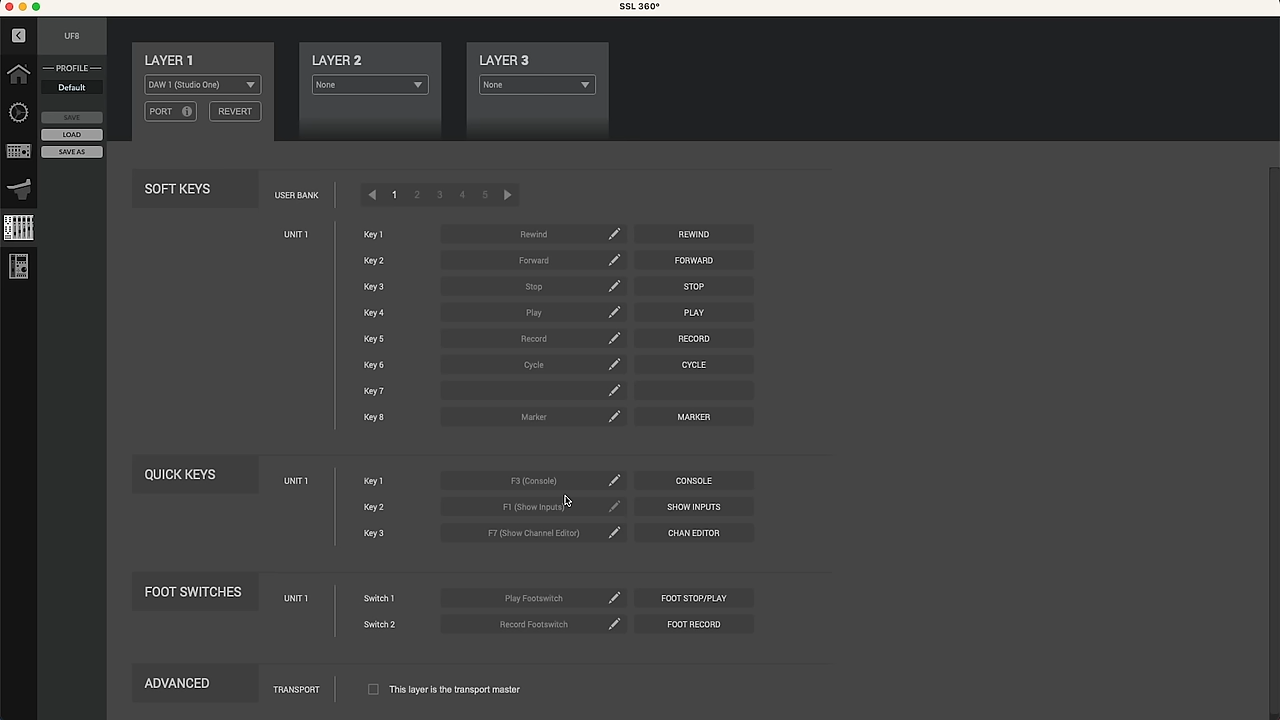 SSL 360°
UF8
PROFILE
Default
SAVE
LOAD
SAVE AS
LAYER 1
DAW 1 (Studio One)
PORT
REVERT
LAYER 2
None
LAYER 3
None
SOFT KEYS
USER BANK
1 2 3 4 5
UNIT 1
Key 1 Rewind REWIND
Key 2 Forward FORWARD
Key 3 Stop STOP
Key 4 Play PLAY
Key 5 Record RECORD
Key 6 Cycle CYCLE
Key 7
Key 8 Marker MARKER
QUICK KEYS
UNIT 1
Key 1 F3 (Console) CONSOLE
Key 2 F1 (Show Inputs) SHOW INPUTS
Key 3 F7 (Show Channel Editor) CHAN EDITOR
FOOT SWITCHES
UNIT 1
Switch 1 Play Footswitch FOOT STOP/PLAY
Switch 2 Record Footswitch FOOT RECORD
ADVANCED
TRANSPORT
This layer is the transport master